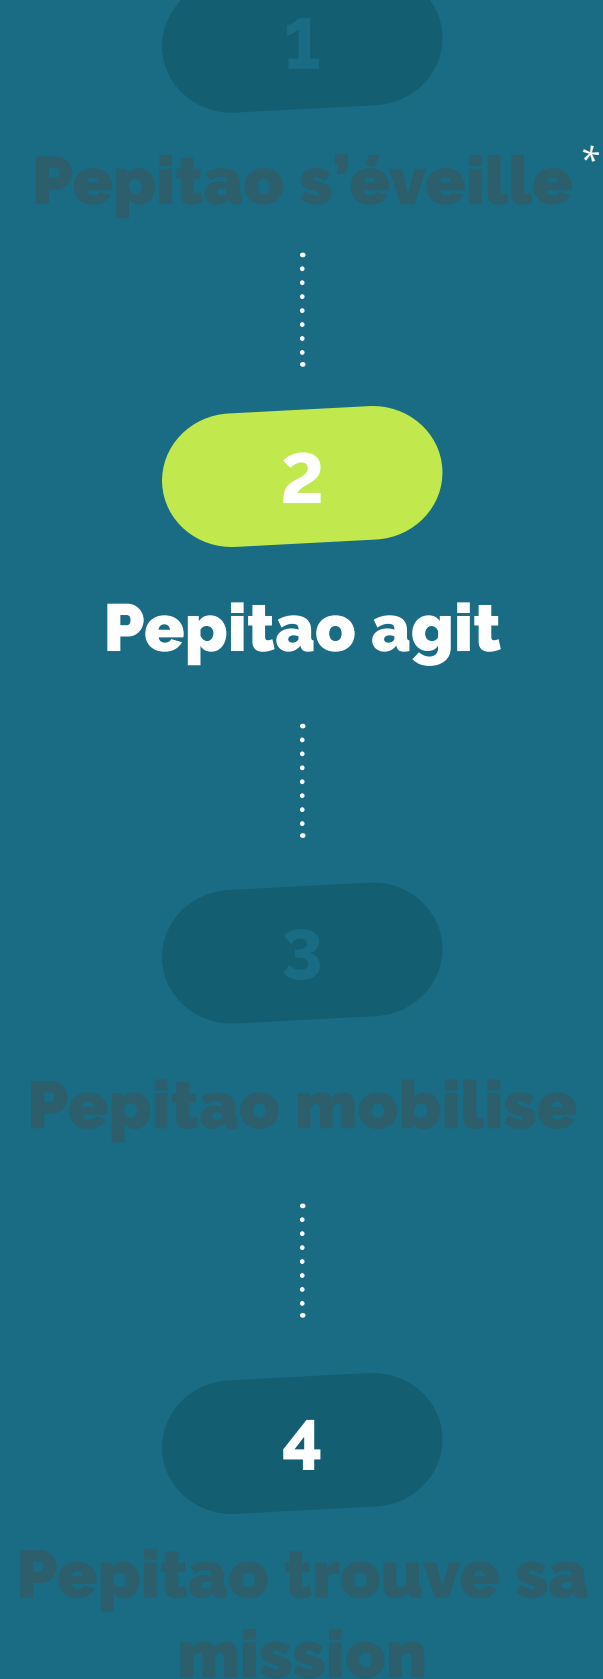 1
Pepitao s’éveille*
2
Pepitao agit
3
Pepitao mobilise
4
Pepitao trouve sa
mission